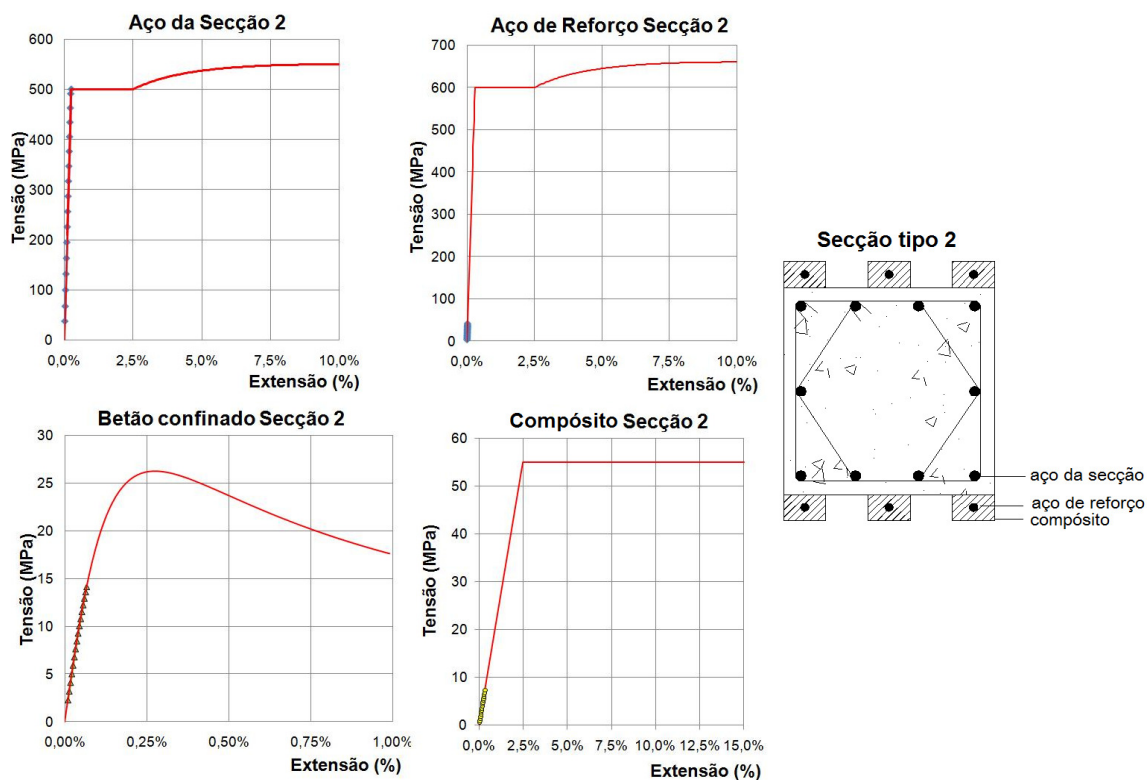 Aço da Secção 2
600
500
400
300
200
100
0
Tensão (MPa)
0,0% 2,5% 5,0% 7,5% 10,0%
Extensão (%)
Aço de Reforço Secção 2
700
600
500
400
300
200
100
0
Tensão (MPa)
0,0% 2,5% 5,0% 7,5% 10,0%
Extensão (%)
Betão confinado Secção 2
30
25
20
15
10
5
0
Tensão (MPa)
0,00% 0,25% 0,50% 0,75% 1,00%
Extensão (%)
Compósito Secção 2
60
50
40
30
20
10
0
Tensão (MPa)
0,0% 2,5% 5,0% 7,5% 10,0% 12,5% 15,0%
Extensão (%)
Secção tipo 2
aço da secção
aço de reforço
compósito